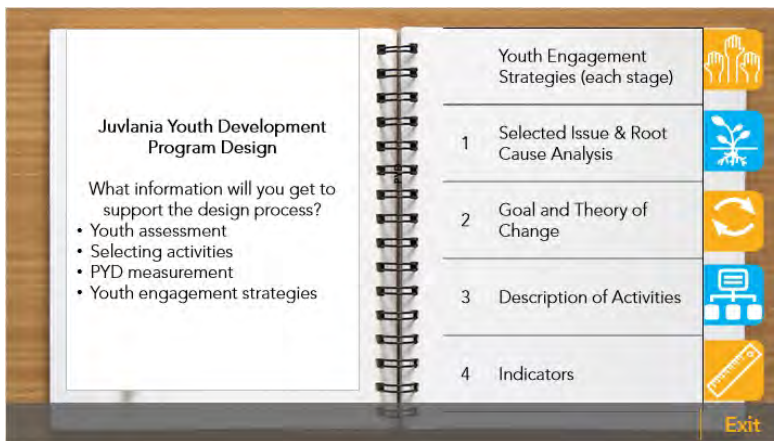 Juvlania Youth Development
Program Design
What information will you get to
support the design process?
• Youth assessment
• Selecting activities
• PYD measurement
• Youth engagement strategies
Youth Engagement
Strategies (each stage)
1 Selected Issue & Root
Cause Analysis
2 Goal and Theory of
Change
3 Description of Activities
4 Indicators
Exit